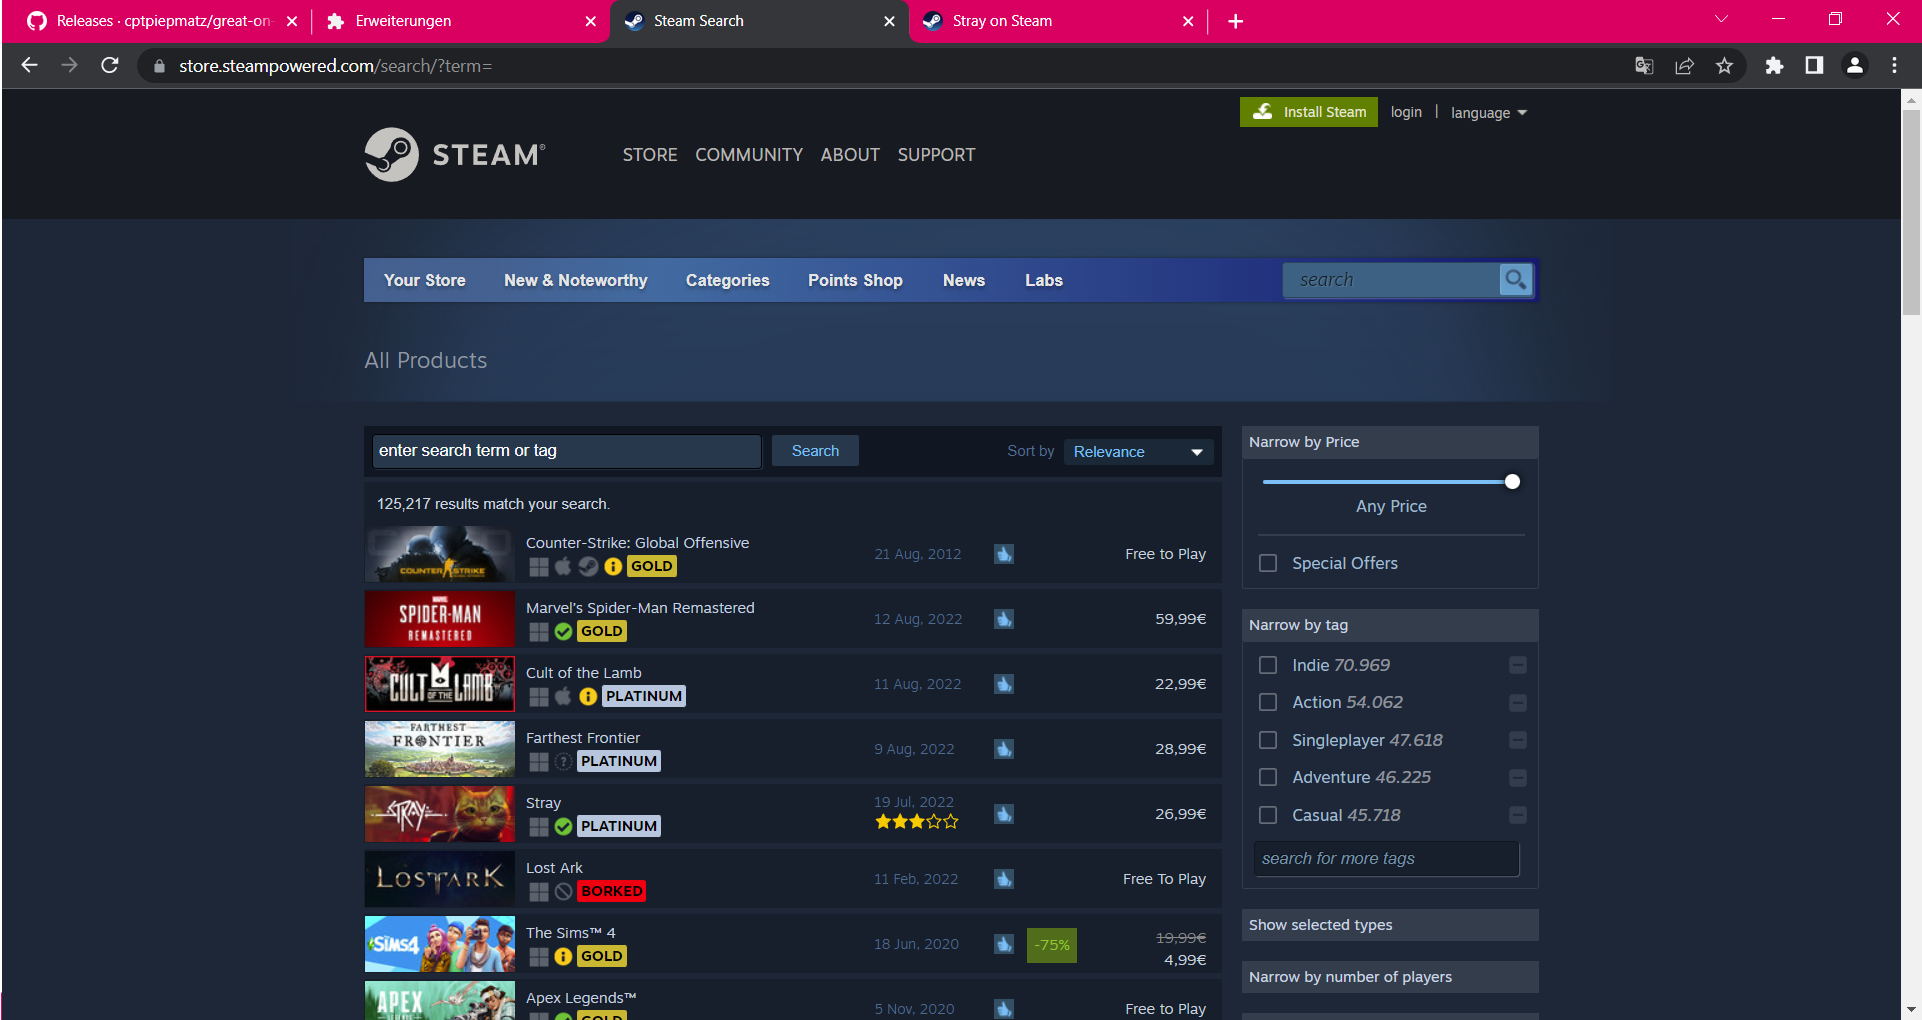 Releases · cptpiepmatz/great-on-
Erweiterungen
Steam Search
Stray on Steam
store.steampowered.com/search/?term=
Install Steam
login
|
language
STEAM®
STORE
COMMUNITY
ABOUT
SUPPORT
Your Store
New & Noteworthy
Categories
Points Shop
News
Labs
search
All Products
enter search term or tag
Search
Sort by
Relevance
125,217 results match your search.
COUNTER STRIKE
Counter-Strike: Global Offensive
GOLD
21 Aug, 2012
Free to Play
MARVEL
SPIDER-MAN
REMASTERED
Marvel's Spider-Man Remastered
GOLD
12 Aug, 2022
59,99€
CULT OF THE LAMB
Cult of the Lamb
PLATINUM
11 Aug, 2022
22,99€
FARTHEST
FRONTIER
Farthest Frontier
PLATINUM
9 Aug, 2022
28,99€
STRAY
Stray
PLATINUM
19 Jul, 2022
26,99€
LOST ARK
Lost Ark
BORKED
11 Feb, 2022
Free To Play
SIMS4
The Sims™ 4
GOLD
18 Jun, 2020
-75%
19,99€
4,99€
APEX
Apex Legends™
GOLD
5 Nov, 2020
Free to Play
Narrow by Price
Any Price
Special Offers
Narrow by tag
Indie 70.969
Action 54.062
Singleplayer 47.618
Adventure 46.225
Casual 45.718
search for more tags
Show selected types
Narrow by number of players